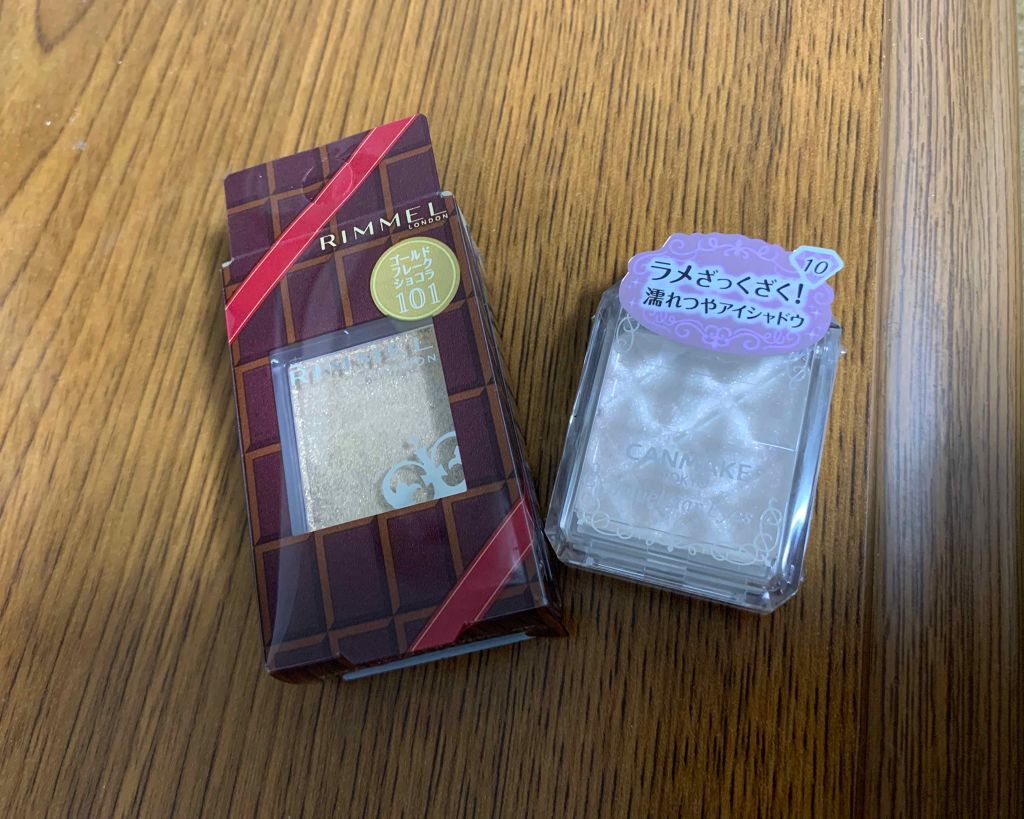 RIMMEL
LONDON
ゴールド
フレーク
ショコラ
101
RIMMEL
LONDON
10
ラメざっくざく!
濡れつやアイシャドウ
CANMAKE